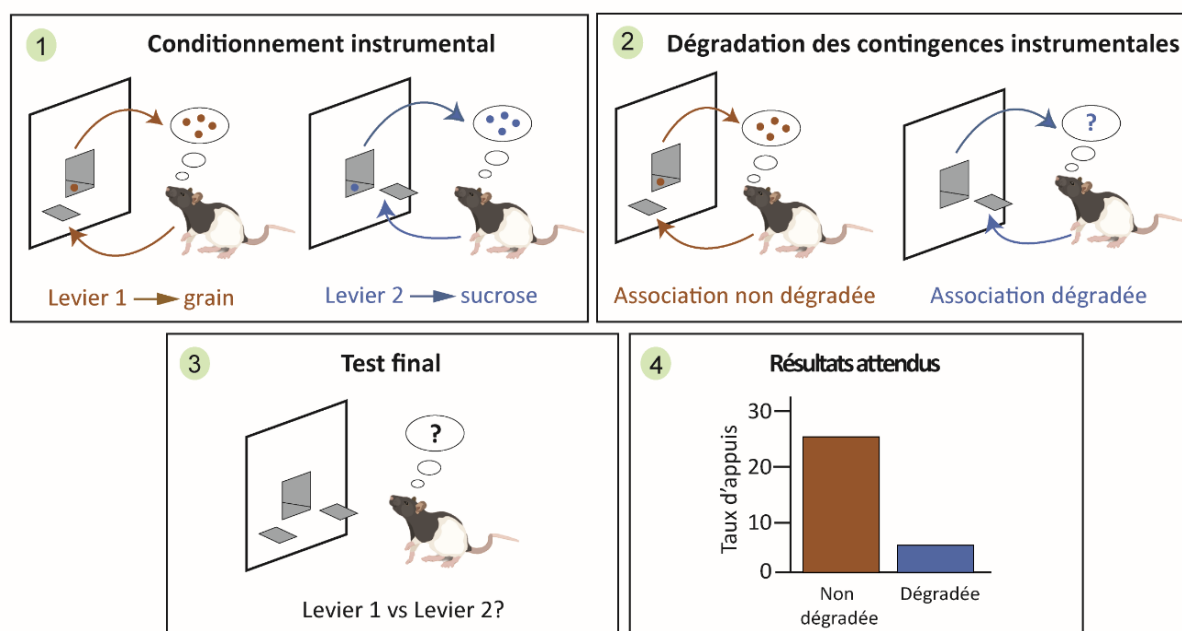 1 Conditionnement instrumental
Levier 1 → grain
Levier 2 → sucrose
2 Dégradation des contingences instrumentales
?
Association non dégradée
Association dégradée
3 Test final
?
Levier 1 vs Levier 2?
4 Résultats attendus
Taux d'appuis
30
20
10
0
Non
dégradée
Dégradée